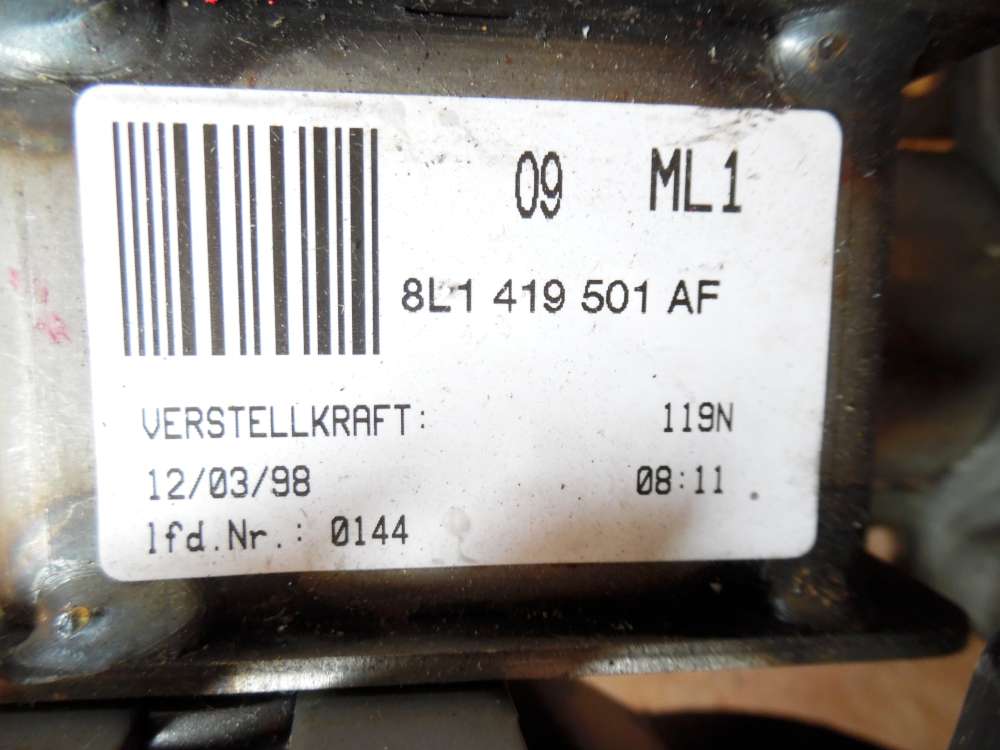 09 ML1
8L1 419 501 AF
VERSTELLKRAFT: 119N
12/03/98 08:11
lfd.Nr.: 0144